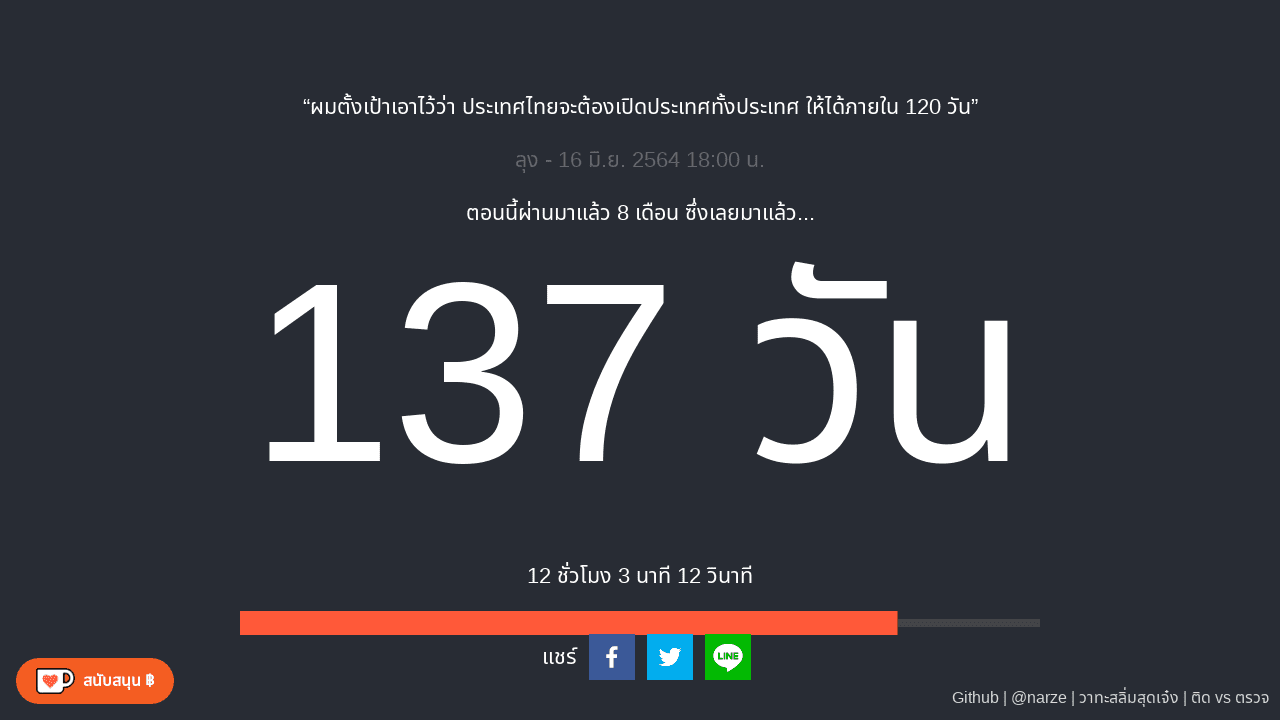 “ผมตั้งเป้าเอาไว้ว่า ประเทศไทยจะต้องเปิดประเทศทั้งประเทศ ให้ได้ภายใน 120 วัน”
ลุง - 16 มิ.ย. 2564 18:00 น.
ตอนนี้ผ่านมาแล้ว 8 เดือน ซึ่งเลยมาแล้ว...
137 วัน
12 ชั่วโมง 3 นาที 12 วินาที
แชร์
LINE
สนับสนุน ฿
Github | @narze | วาทะสลิ่มสุดเจ๋ง | ติด vs ตรวจ